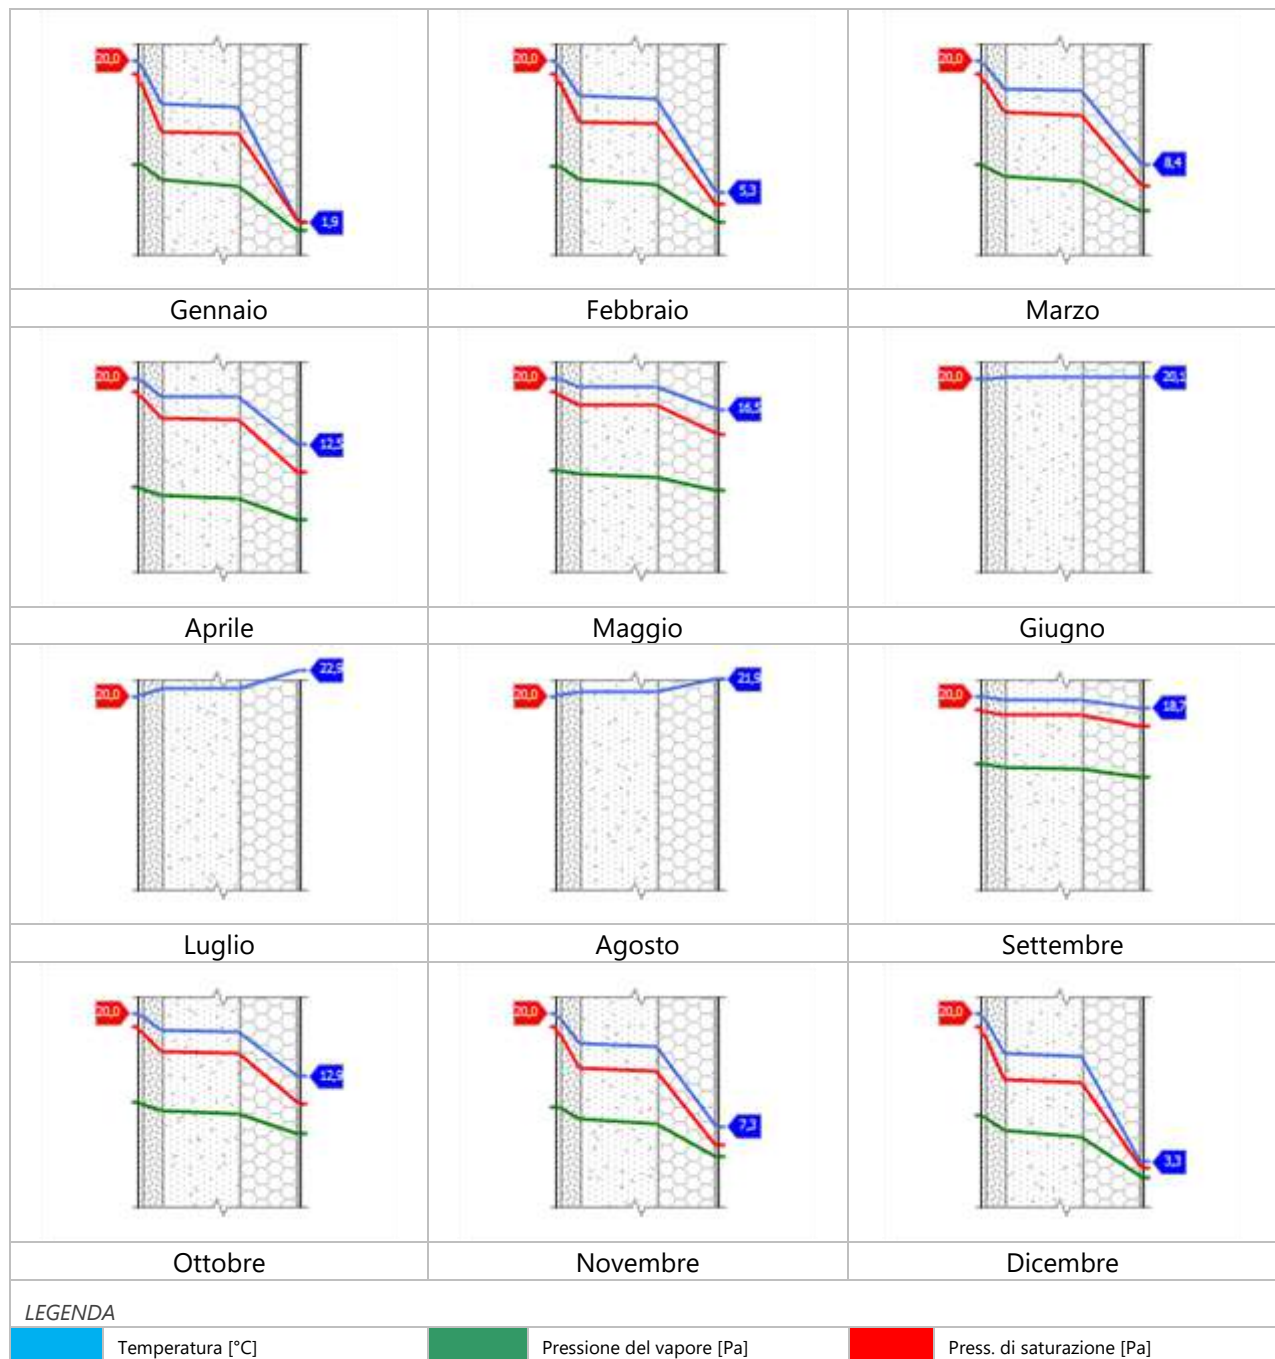 20,0 20,0 20,0
1,9 5,3 8,4
Gennaio Febbraio Marzo
20,0 20,0 20,0
12,5 16,5
Aprile Maggio Giugno
20,0 22,9 20,0 21,9 20,0 18,7
Luglio Agosto Settembre
20,0 20,0 20,0
12,9 7,3 3,3
Ottobre Novembre Dicembre
LEGENDA
Temperatura [°C] Pressione del vapore [Pa] Press. di saturazione [Pa]